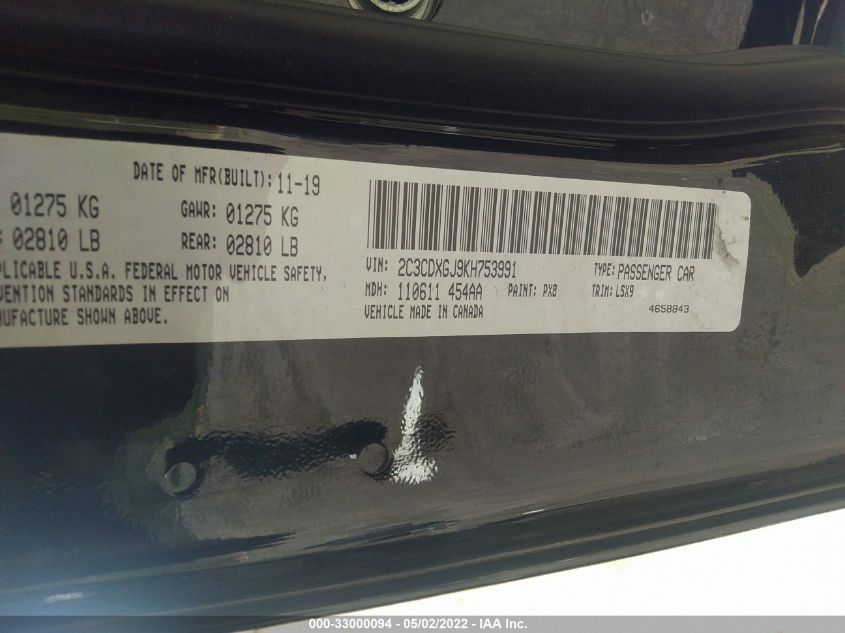 DATE OF MFR(BUILT): 11-19
01275 KG GAWR: 01275 KG
02810 LB REAR: 02810 LB
PLICABLE U.S.A. FEDERAL MOTOR VEHICLE SAFETY,
VENTION STANDARDS IN EFFECT ON
NUFACTURE SHOWN ABOVE.
VIN: 2C3CDXGJ9KH753991 TYPE: PASSENGER CAR
MDH: 110611 454AA PAINT: PX8 TRIM: LSX9
VEHICLE MADE IN CANADA 4658843
000-33000094 - 05/02/2022 - IAA Inc.